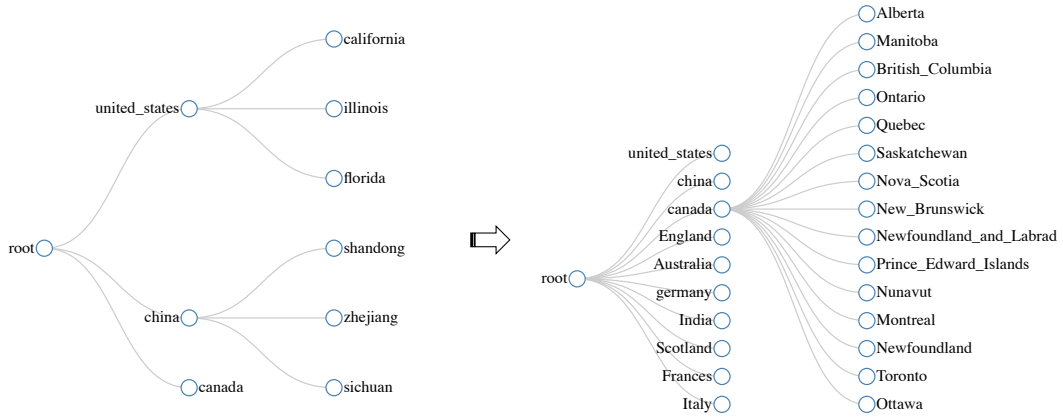 root
united_states
california
illinois
florida
china
shandong
zhejiang
sichuan
canada
root
united_states
china
canada
England
Australia
germany
India
Scotland
Frances
Italy
Alberta
Manitoba
British_Columbia
Ontario
Quebec
Saskatchewan
Nova_Scotia
New_Brunswick
Newfoundland_and_Labrad
Prince_Edward_Islands
Nunavut
Montreal
Newfoundland
Toronto
Ottawa